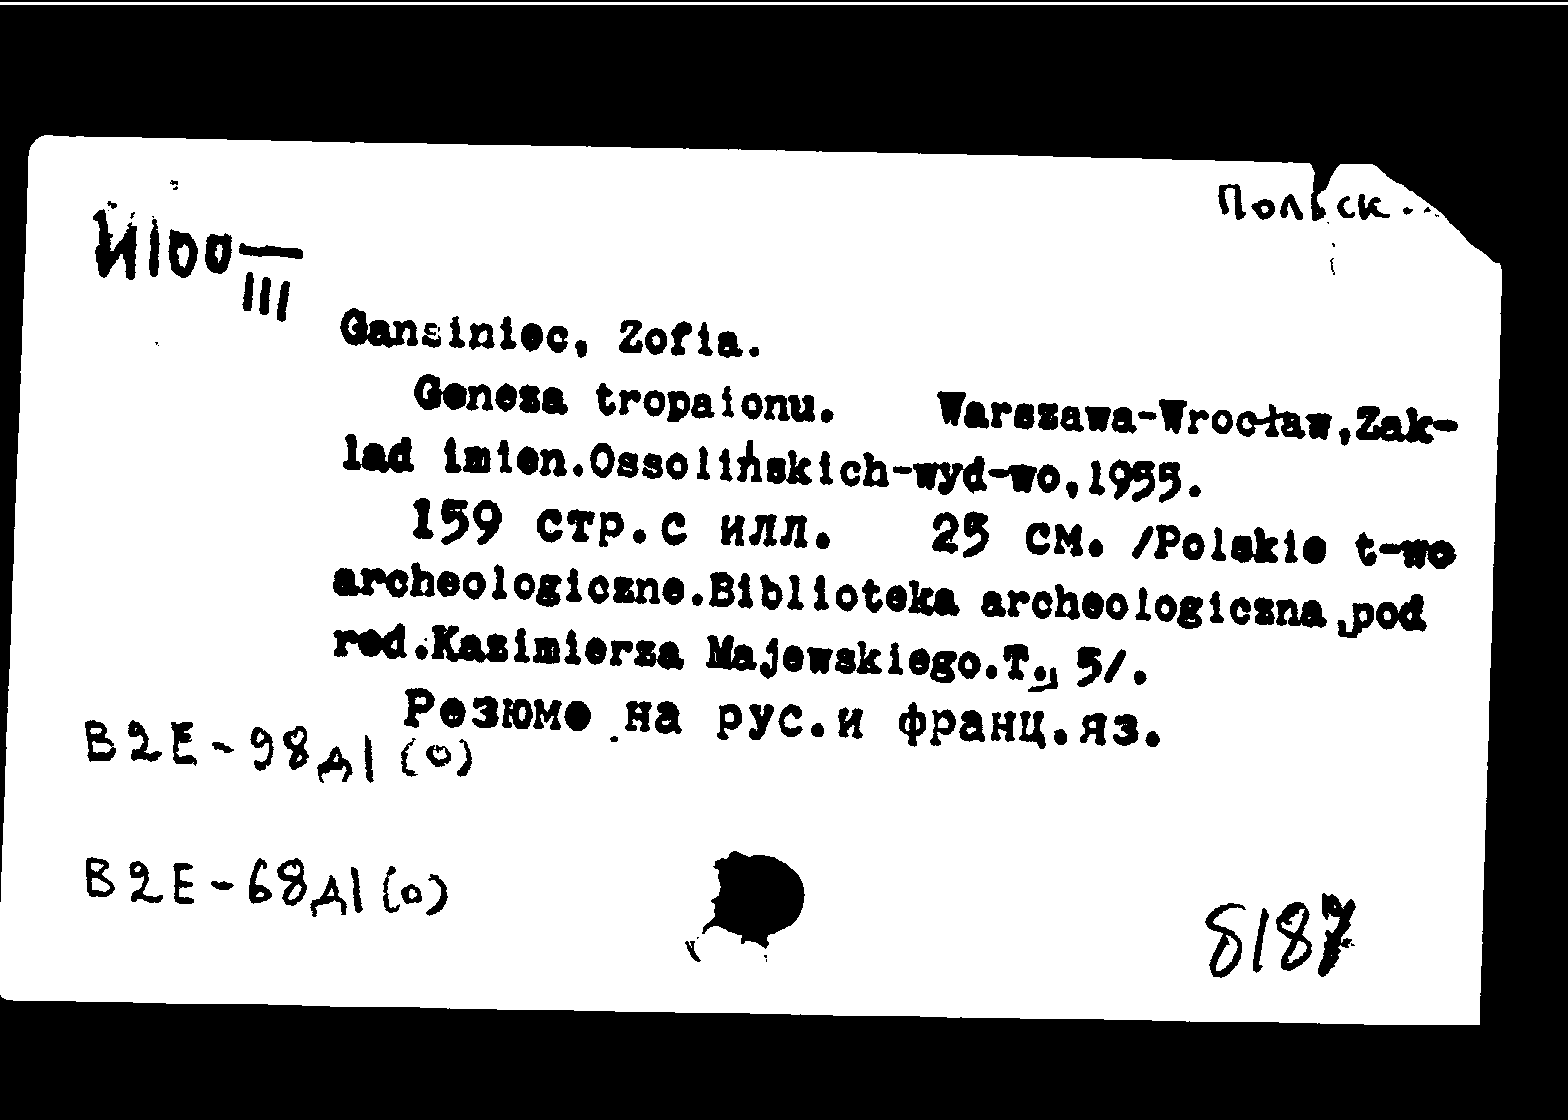 Польск.
И100—
III
Gansiniec, Zofia.
Geneza tropaionu. Warszawa-Wrocław,Zak-
lad imien.Ossolińskich-wyd-wo,1955.
159 стр.с илл. 25 см. /Polskie t-wo
archeologiczne.Biblioteka archeologiczna,pod
red.Kazimierza Majewskiego.T. 5/.
Резюме на рус.и франц.яз.
В2Е-98д1(о)
В2Е-68д1(о)
8187